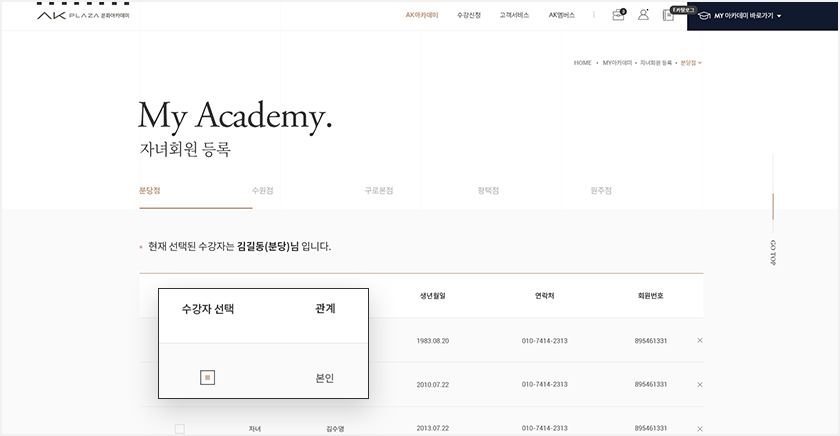 AK PLAZA 문화아카데미 AK아카데미 수강신청 고객서비스 AK멤버스 3 E카탈로그 MY 아카데미 바로가기
HOME • MY아카데미 • 자녀회원 등록 • 분당점
My Academy.
자녀회원 등록
분당점 수원점 구로본점 평택점 원주점
현재 선택된 수강자는 김길동(분당)님 입니다.
GO TOP
수강자 선택 관계 생년월일 연락처 회원번호
1983.08.20 010-7414-2313 895461331
본인 2010.07.22 010-7414-2313 895461331
자녀 김수영 2013.07.22 010-7414-2313 895461331